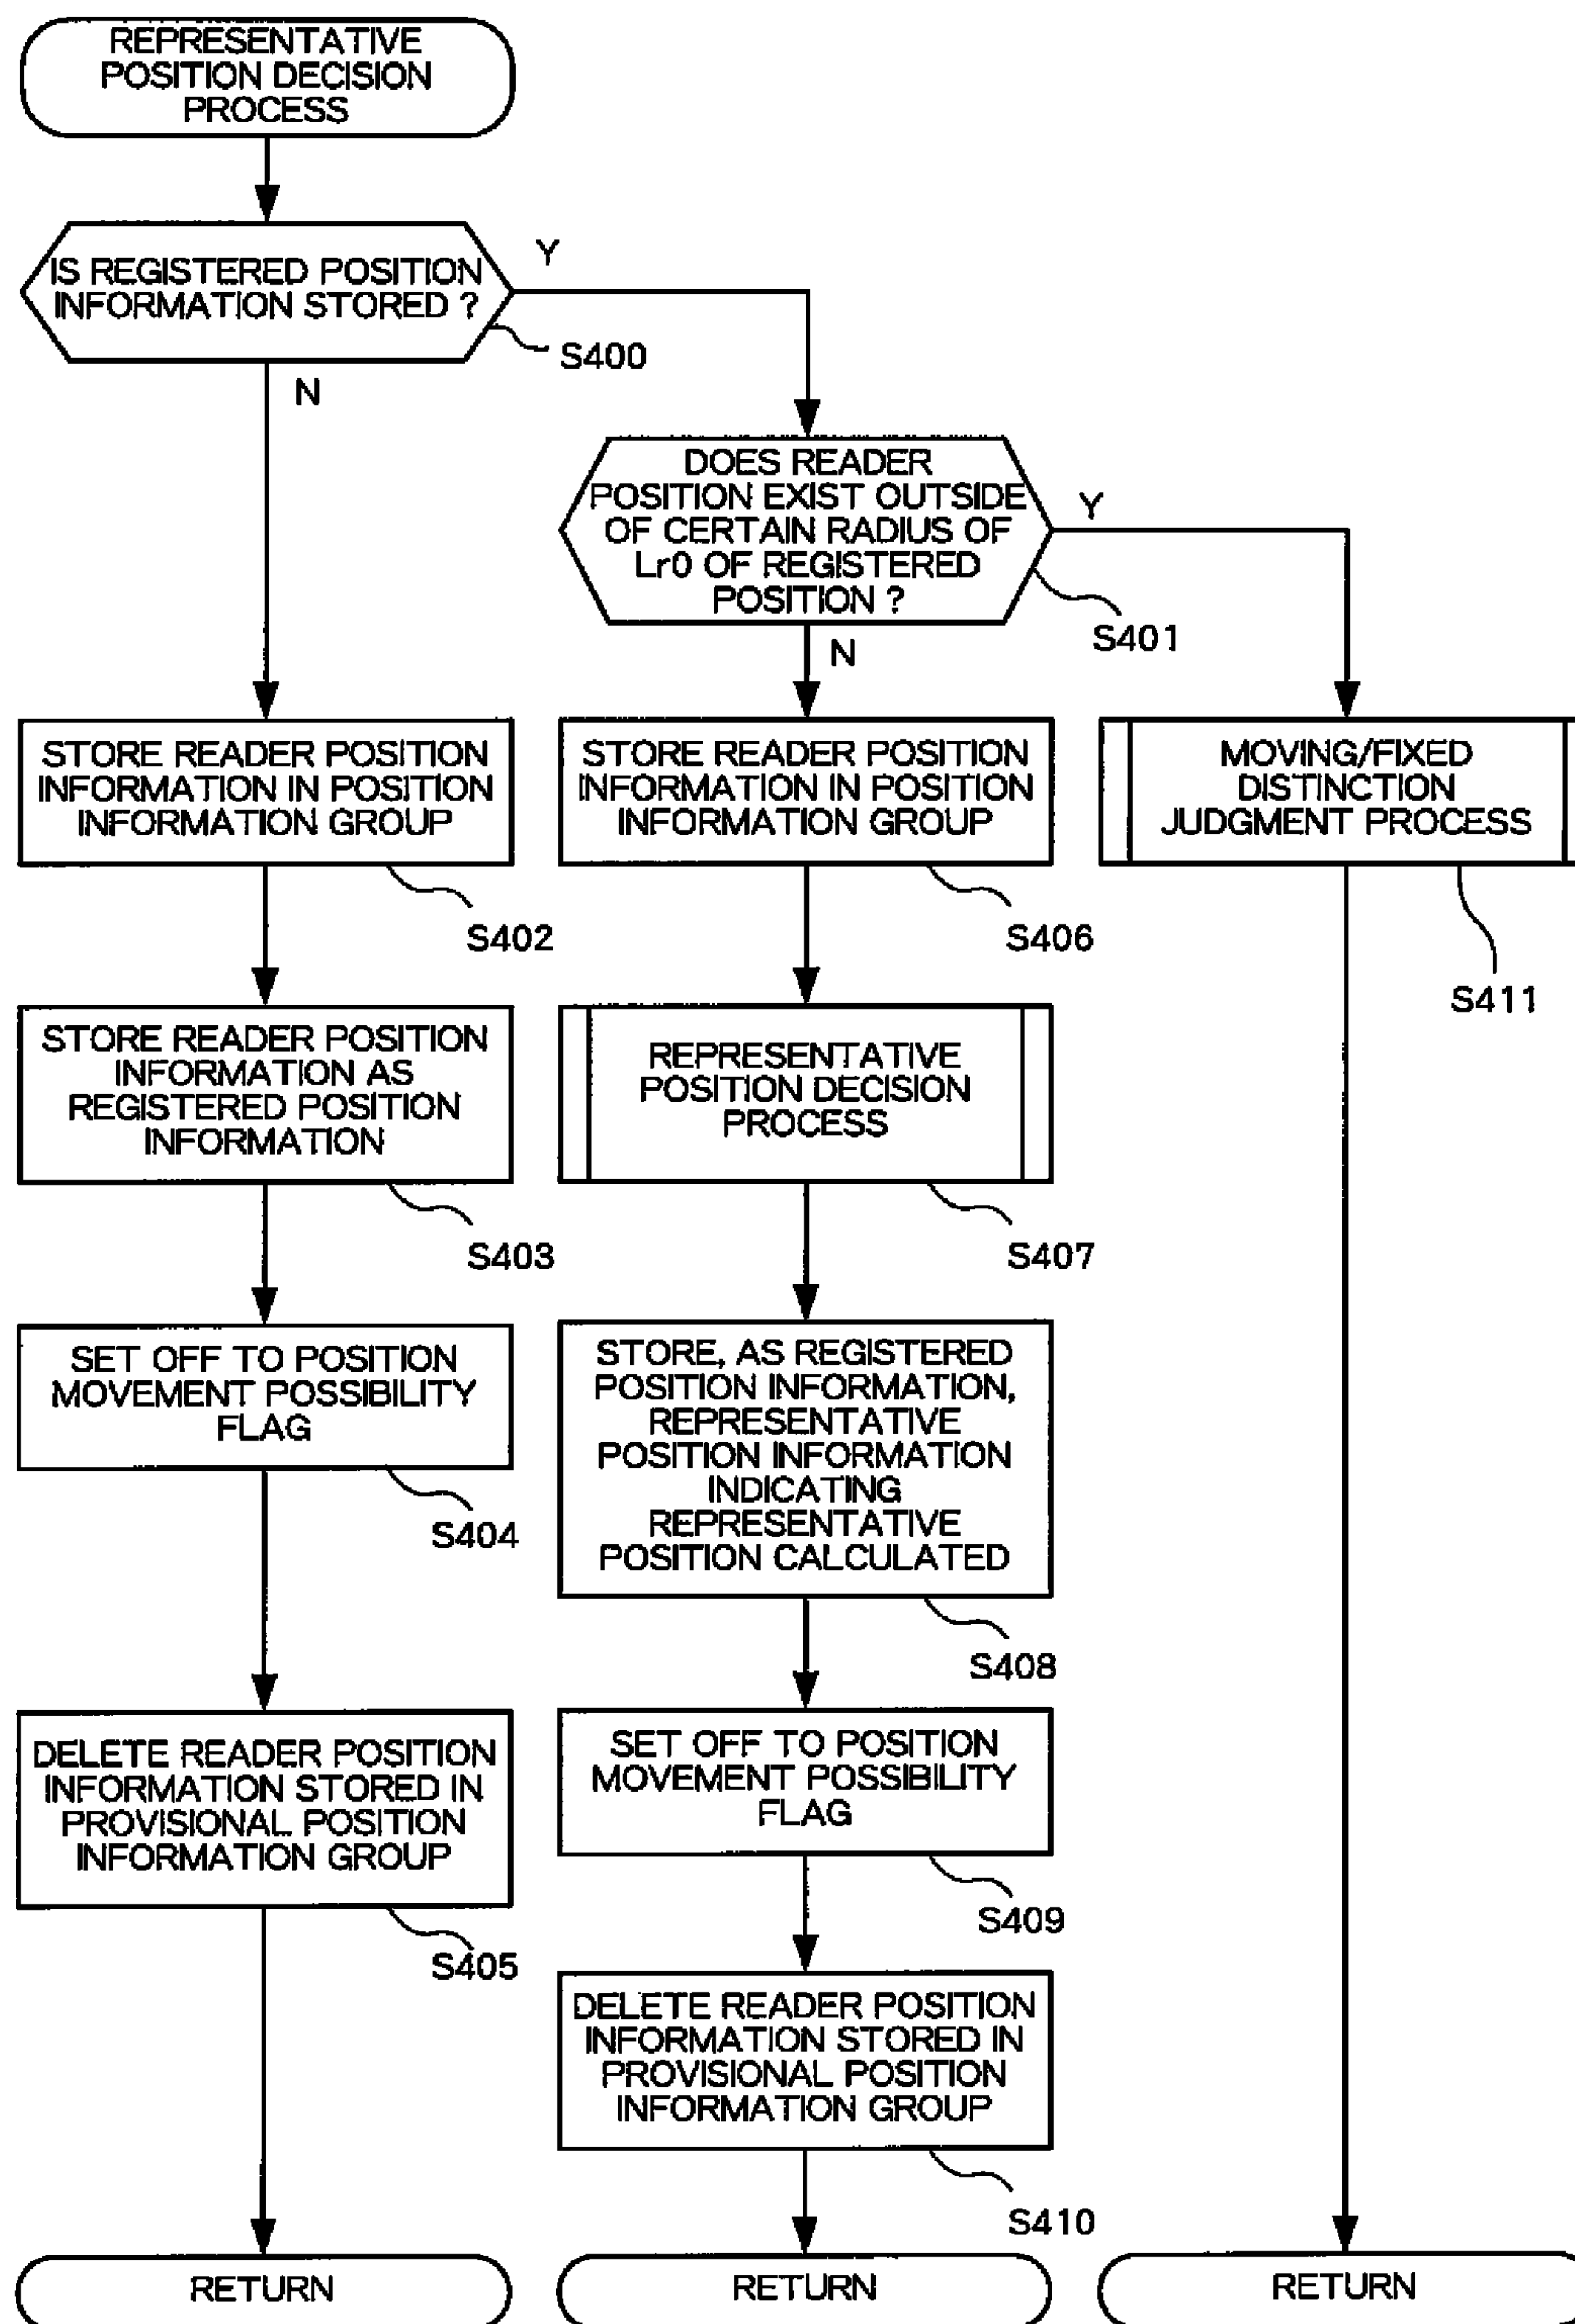 REPRESENTATIVE
POSITION DECISION
PROCESS
IS REGISTERED POSITION
INFORMATION STORED ?
Y
S400
N
DOES READER
POSITION EXIST OUTSIDE
OF CERTAIN RADIUS OF
Lr0 OF REGISTERED
POSITION ?
Y
S401
N
STORE READER POSITION
INFORMATION IN POSITION
INFORMATION GROUP
S402
STORE READER POSITION
INFORMATION AS
REGISTERED POSITION
INFORMATION
S403
SET OFF TO POSITION
MOVEMENT POSSIBILITY
FLAG
S404
DELETE READER POSITION
INFORMATION STORED IN
PROVISIONAL POSITION
INFORMATION GROUP
S405
RETURN
STORE READER POSITION
INFORMATION IN POSITION
INFORMATION GROUP
S406
REPRESENTATIVE
POSITION DECISION
PROCESS
S407
STORE, AS REGISTERED
POSITION INFORMATION,
REPRESENTATIVE
POSITION INFORMATION
INDICATING
REPRESENTATIVE
POSITION CALCULATED
S408
SET OFF TO POSITION
MOVEMENT POSSIBILITY
FLAG
S409
DELETE READER POSITION
INFORMATION STORED IN
PROVISIONAL POSITION
INFORMATION GROUP
S410
RETURN
MOVING/FIXED
DISTINCTION
JUDGMENT PROCESS
S411
RETURN